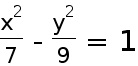 x²/7 - y²/9 = 1